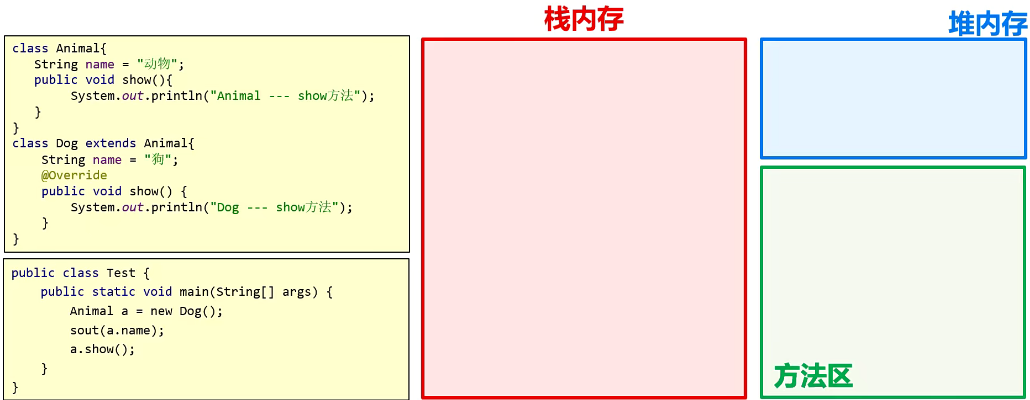 栈内存
堆内存
class Animal{
String name = "动物";
public void show(){
System.out.println("Animal --- show方法");
}
}
class Dog extends Animal{
String name = "狗";
@Override
public void show() {
System.out.println("Dog --- show方法");
}
}
public class Test {
public static void main(String[] args) {
Animal a = new Dog();
sout(a.name);
a.show();
}
}
方法区